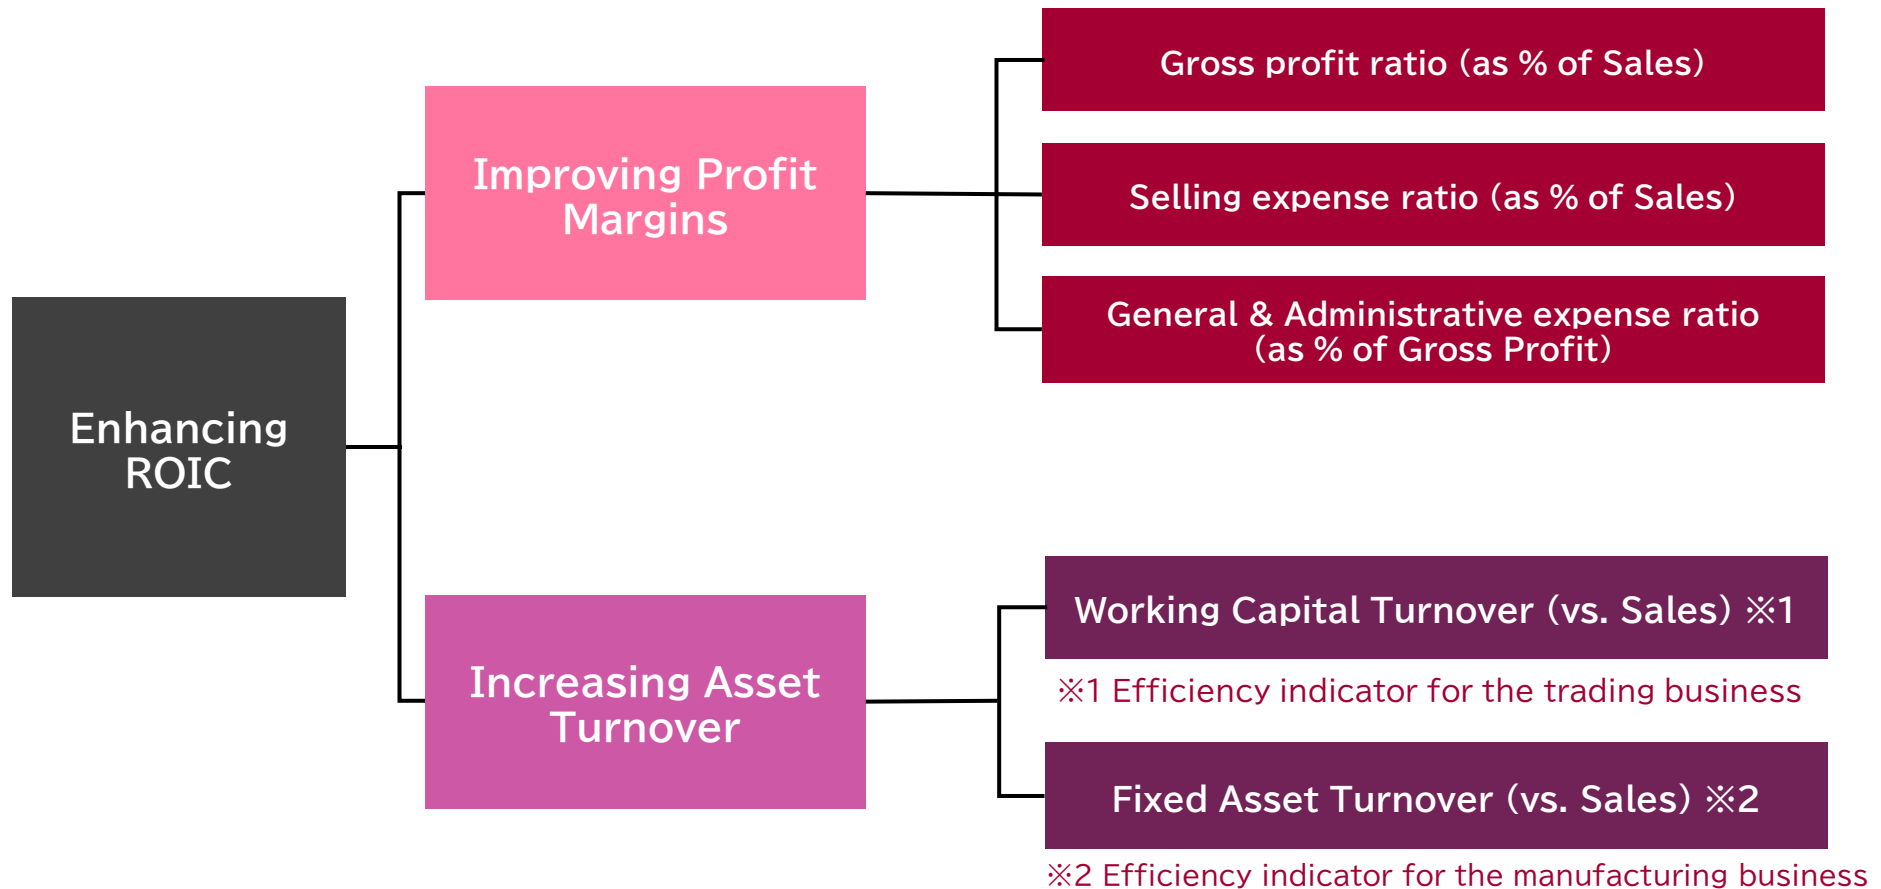 Enhancing
ROIC
Improving Profit
Margins
Gross profit ratio (as % of Sales)
Selling expense ratio (as % of Sales)
General & Administrative expense ratio
(as % of Gross Profit)
Increasing Asset
Turnover
Working Capital Turnover (vs. Sales) ※1
※1 Efficiency indicator for the trading business
Fixed Asset Turnover (vs. Sales) ※2
※2 Efficiency indicator for the manufacturing business